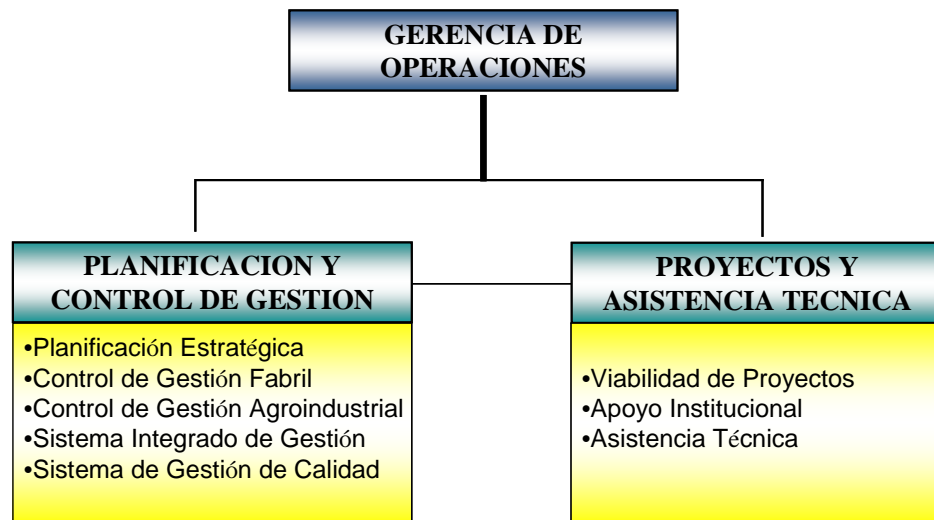 GERENCIA DE
OPERACIONES
PLANIFICACION Y
CONTROL DE GESTION
•Planificación Estratégica
•Control de Gestión Fabril
•Control de Gestión Agroindustrial
•Sistema Integrado de Gestión
•Sistema de Gestión de Calidad
PROYECTOS Y
ASISTENCIA TECNICA
•Viabilidad de Proyectos
•Apoyo Institucional
•Asistencia Técnica